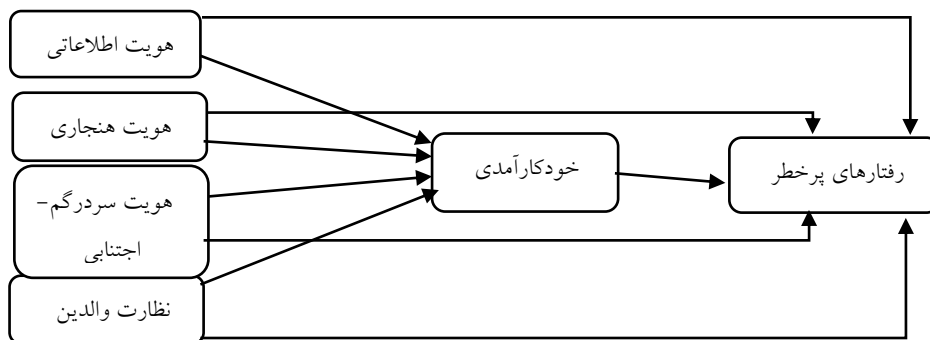 هویت اطلاعاتی
هویت هنجاری
هویت سردرگم-
اجتنابی
نظارت والدین
خودکارآمدی
رفتارهای پرخطر